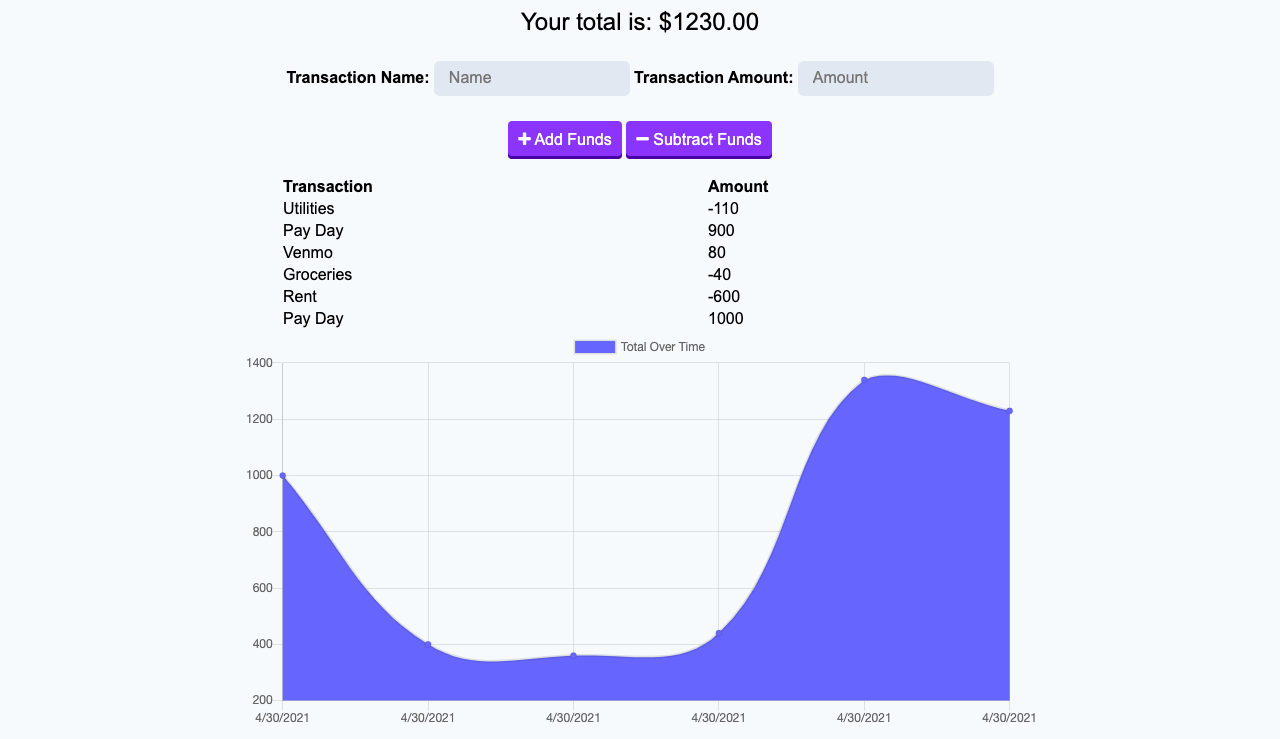 Your total is: $1230.00
Transaction Name: Name Transaction Amount: Amount
Add Funds Subtract Funds
Transaction Amount
Utilities -110
Pay Day 900
Venmo 80
Groceries -40
Rent -600
Pay Day 1000
Total Over Time
1400
1200
1000
800
600
400
200
4/30/2021 4/30/2021 4/30/2021 4/30/2021 4/30/2021 4/30/2021